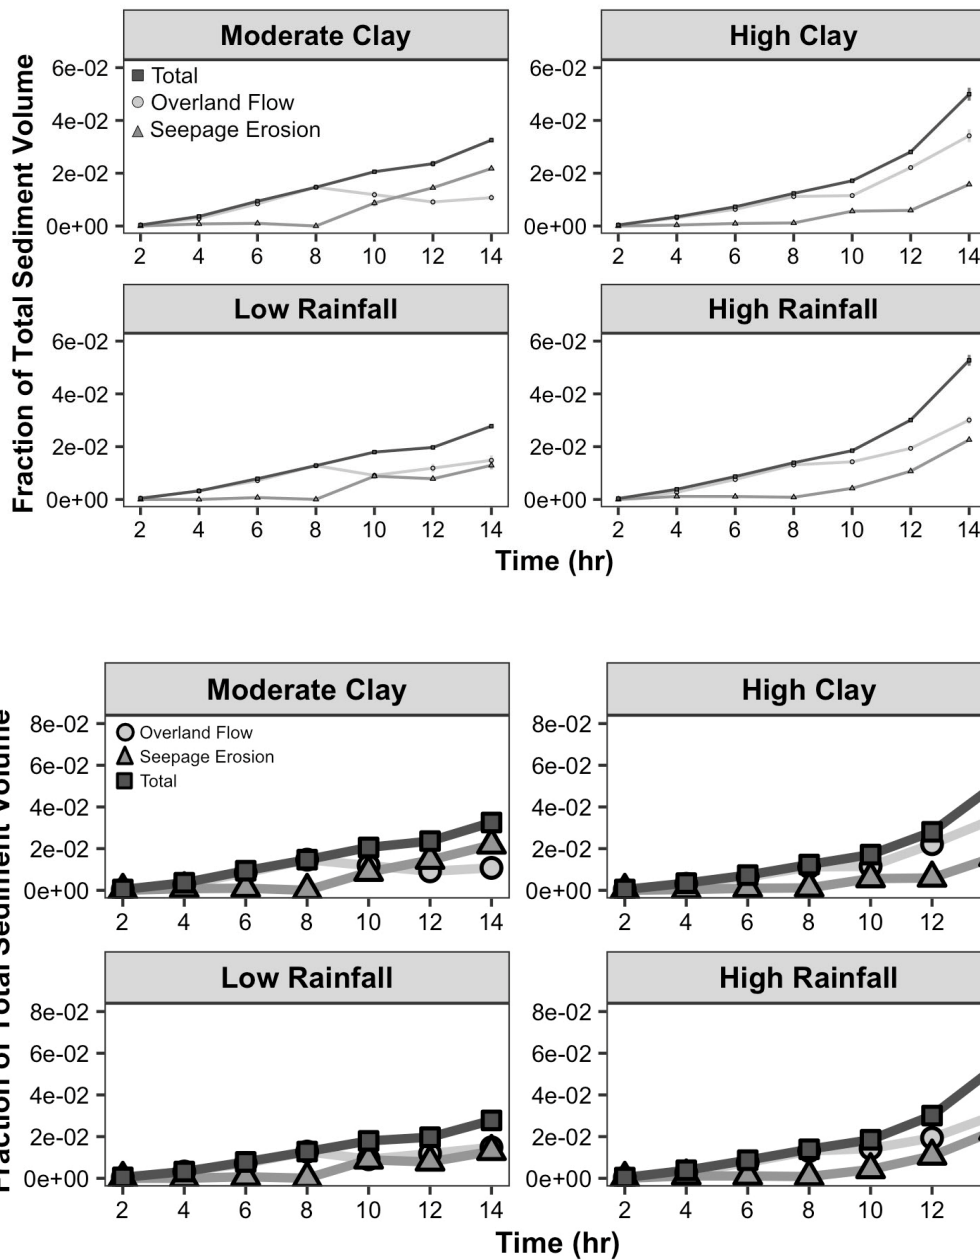 Fraction of Total Sediment Volume
Moderate Clay
High Clay
6e-02
4e-02
2e-02
0e+00
Total
Overland Flow
Seepage Erosion
2 4 6 8 10 12 14
6e-02
4e-02
2e-02
0e+00
2 4 6 8 10 12 14
Low Rainfall
High Rainfall
6e-02
4e-02
2e-02
0e+00
2 4 6 8 10 12 14
6e-02
4e-02
2e-02
0e+00
2 4 6 8 10 12 14
Time (hr)
Fraction of Total Sediment Volume
Moderate Clay
High Clay
8e-02
6e-02
4e-02
2e-02
0e+00
Overland Flow
Seepage Erosion
Total
2 4 6 8 10 12 14
8e-02
6e-02
4e-02
2e-02
0e+00
2 4 6 8 10 12
Low Rainfall
High Rainfall
8e-02
6e-02
4e-02
2e-02
0e+00
2 4 6 8 10 12 14
8e-02
6e-02
4e-02
2e-02
0e+00
2 4 6 8 10 12
Time (hr)